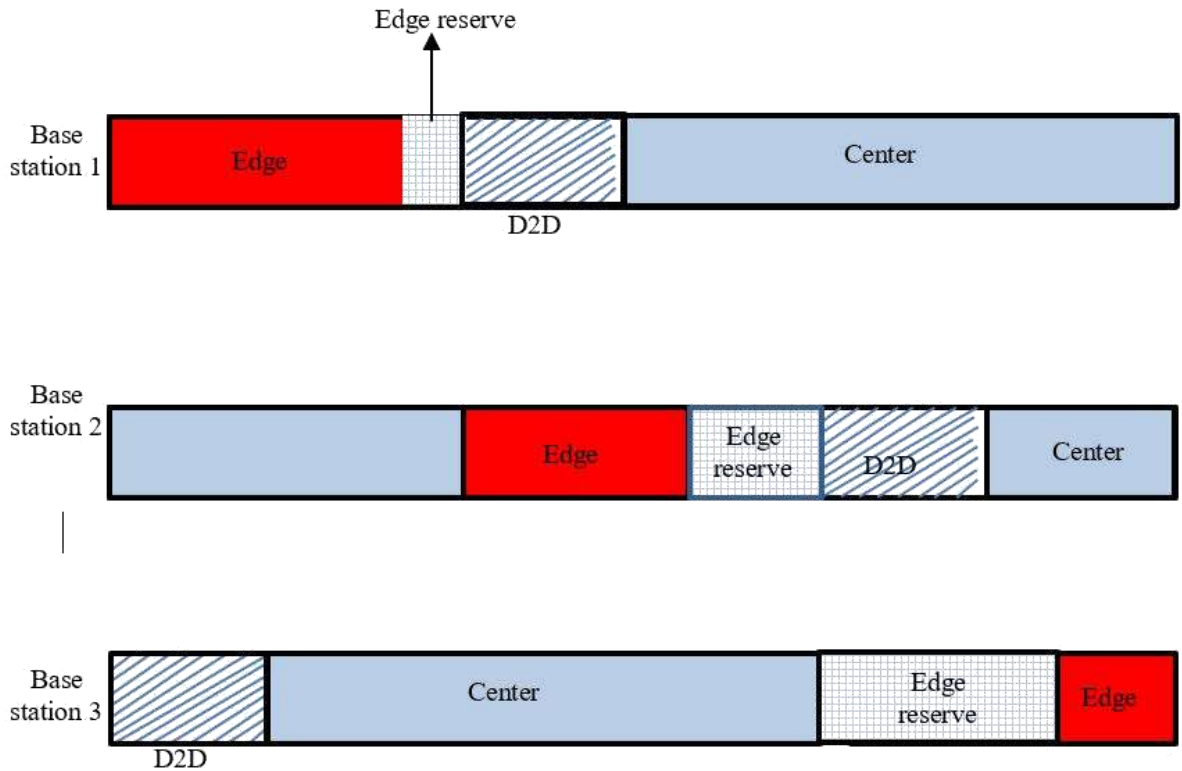 Edge reserve
Base
station 1
Edge
Center
D2D
Base
station 2
Edge
Edge
reserve
D2D
Center
Base
station 3
Center
Edge
reserve
Edge
D2D